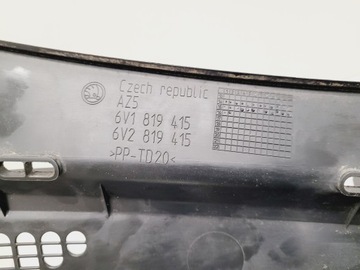 Czech republic
AZ5
6V1 819 415
6V2 819 415
>PP-TD20<